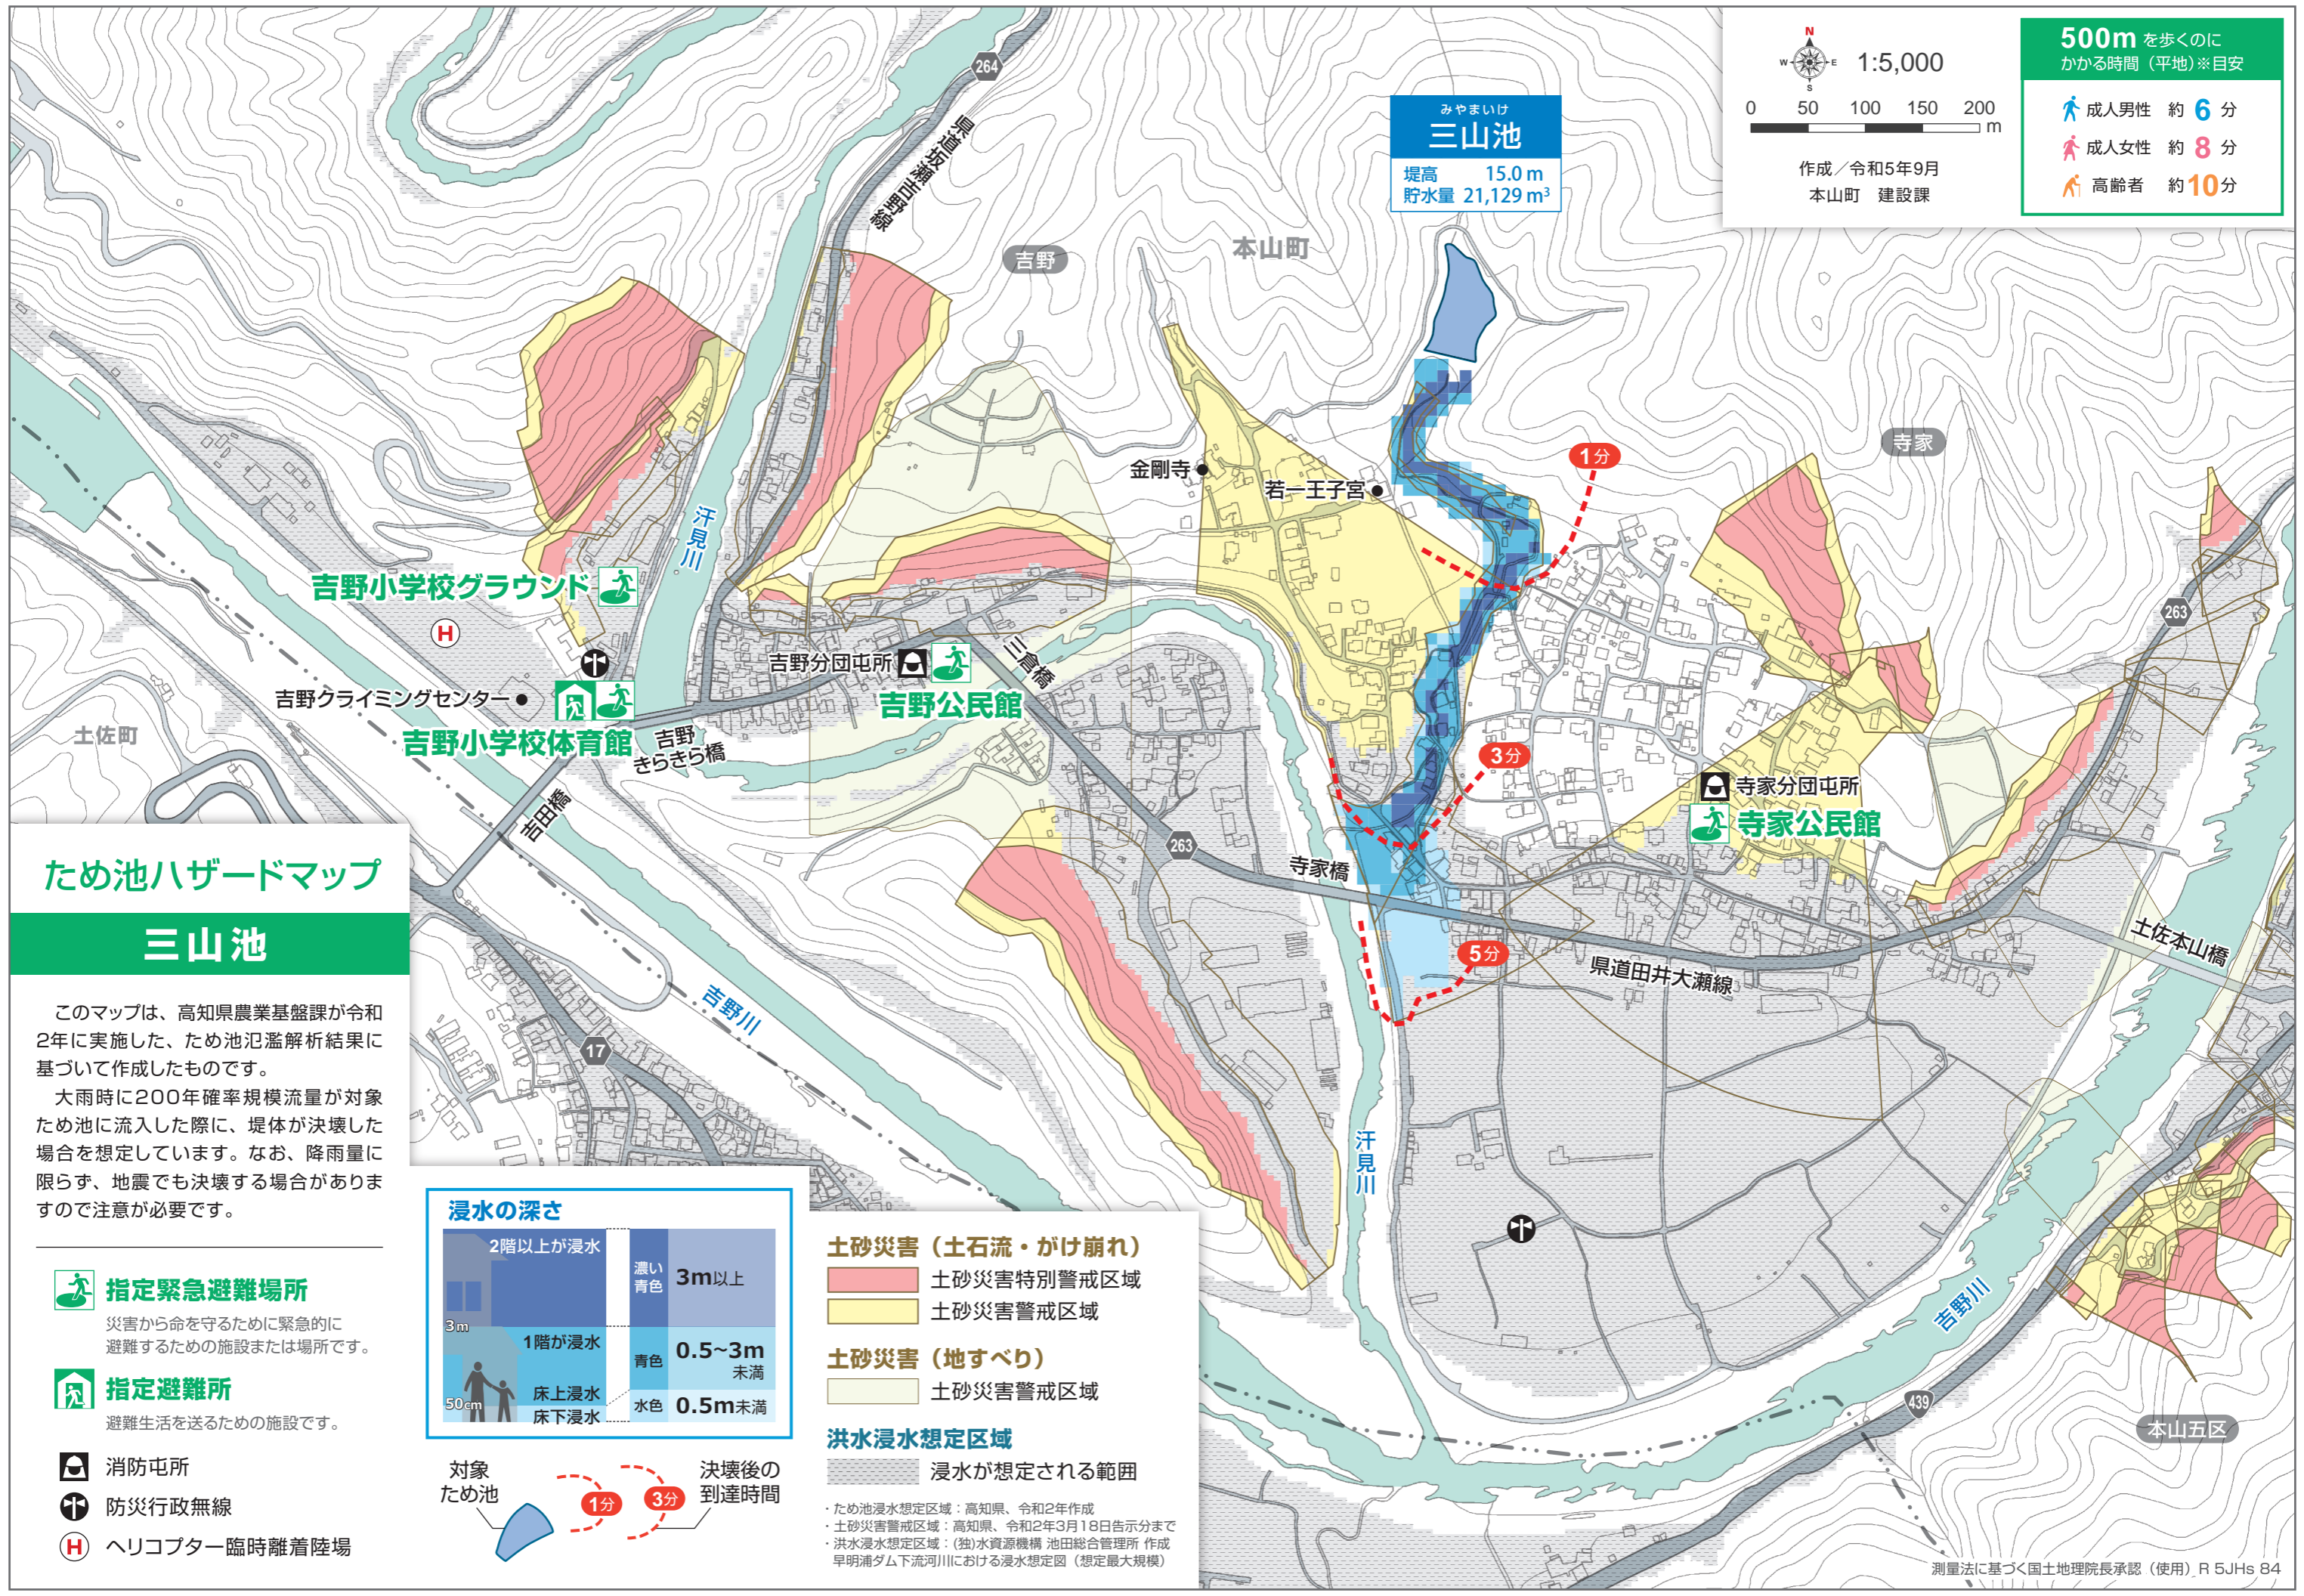 264
県道坂瀬吉野線
吉野
本山町
みやまいけ
三山池
堤高 15.0 m
貯水量 21,129 m³
N
W
E
S
1:5,000
0 50 100 150 200
m
作成／令和5年9月
本山町 建設課
500m を歩くのに
かかる時間（平地）※目安
成人男性 約 6 分
成人女性 約 8 分
高齢者 約 10 分
寺家
1分
金剛寺
若一王子宮
汗見川
263
吉野小学校グラウンド
H
吉野クライミングセンター
吉野小学校体育館
吉野分団屯所
吉野公民館
三倉橋
吉野
きらきら橋
土佐町
吉田橋
3分
寺家分団屯所
寺家公民館
263
寺家橋
5分
県道田井大瀬線
土佐本山橋
吉野川
17
汗見川
吉野川
439
本山五区
ため池ハザードマップ
三山池
このマップは、高知県農業基盤課が令和
2年に実施した、ため池氾濫解析結果に
基づいて作成したものです。
大雨時に200年確率規模流量が対象
ため池に流入した際に、堤体が決壊した
場合を想定しています。なお、降雨量に
限らず、地震でも決壊する場合がありま
すので注意が必要です。
指定緊急避難場所
災害から命を守るために緊急的に
避難するための施設または場所です。
指定避難所
避難生活を送るための施設です。
消防屯所
防災行政無線
H ヘリコプター臨時離着陸場
浸水の深さ
2階以上が浸水
濃い
青色
3m以上
3m
1階が浸水
青色
0.5~3m
未満
床上浸水
50cm
床下浸水
水色
0.5m未満
対象
ため池
1分
3分
決壊後の
到達時間
土砂災害（土石流・がけ崩れ）
土砂災害特別警戒区域
土砂災害警戒区域
土砂災害（地すべり）
土砂災害警戒区域
洪水浸水想定区域
浸水が想定される範囲
・ため池浸水想定区域：高知県、令和2年作成
・土砂災害警戒区域：高知県、令和2年3月18日告示分まで
・洪水浸水想定区域：(独)水資源機構 池田総合管理所 作成
早明浦ダム下流河川における浸水想定図（想定最大規模）
測量法に基づく国土地理院長承認（使用）R 5JHs 84